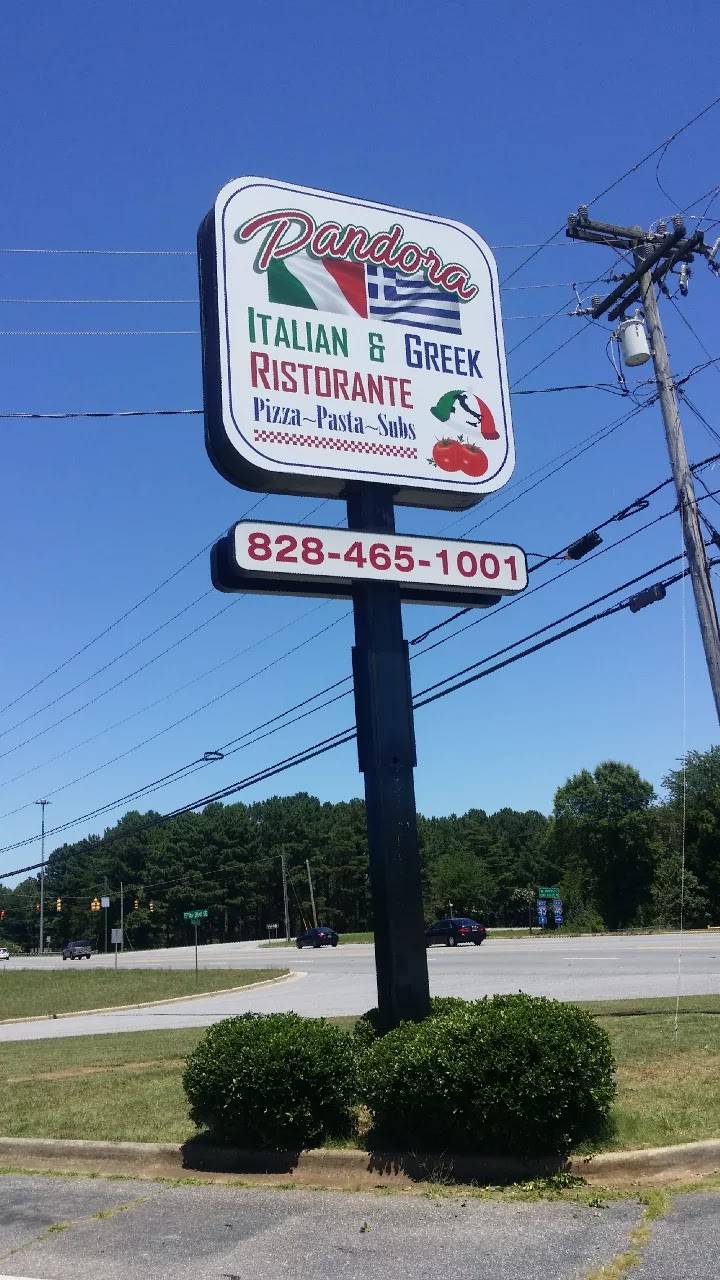 Pandora
ITALIAN & GREEK
RISTORANTE
Pizza~Pasta~Subs
828-465-1001